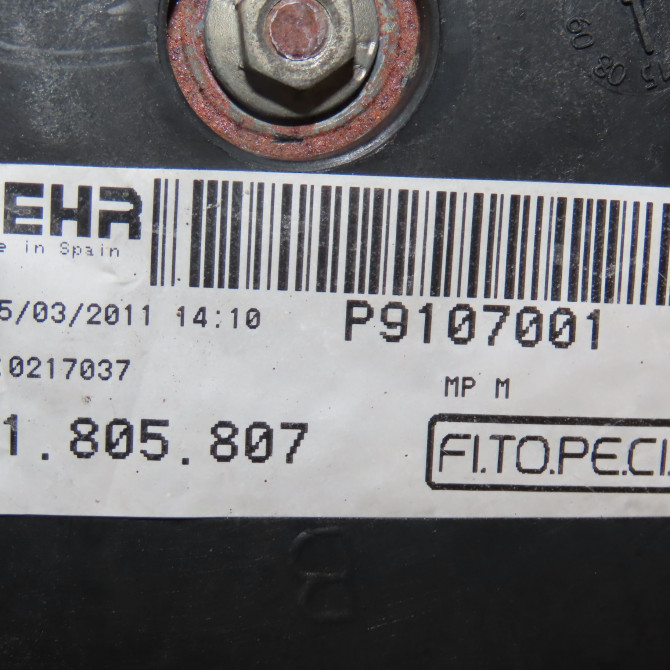 EHR
e in Spain
5/03/2011 14:10
P9107001
:0217037
MP M
1.805.807
FI.TO.PE.CI.